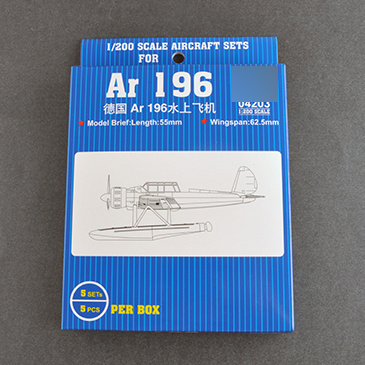 1/200 SCALE AIRCRAFT SETS
FOR
Ar 196
04203
1:200 SCALE
德国 Ar 196水上飞机
Model Brief:Length:55mm
Wingspan:62.5mm
5 SETs
5 PCS
PER BOX